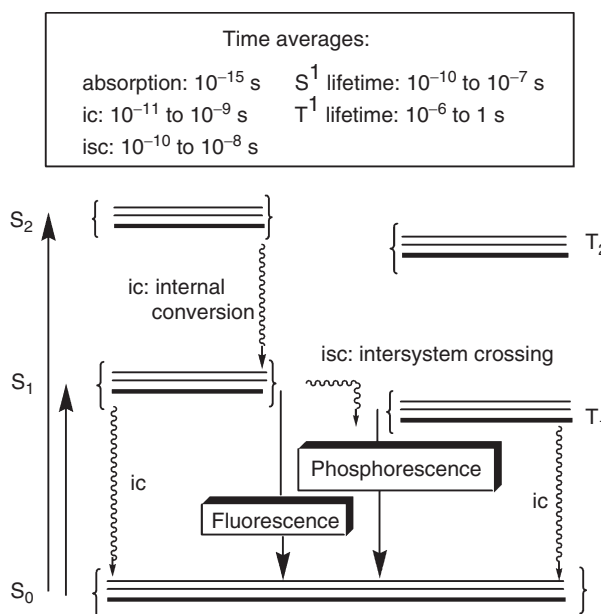 Time averages:
absorption: 10⁻¹⁵ s S¹ lifetime: 10⁻¹⁰ to 10⁻⁷ s
ic: 10⁻¹¹ to 10⁻⁹ s T¹ lifetime: 10⁻⁶ to 1 s
isc: 10⁻¹⁰ to 10⁻⁸ s
S₂
T₂
ic: internal
conversion
isc: intersystem crossing
S₁
Phosphorescence
ic
ic
Fluorescence
S₀